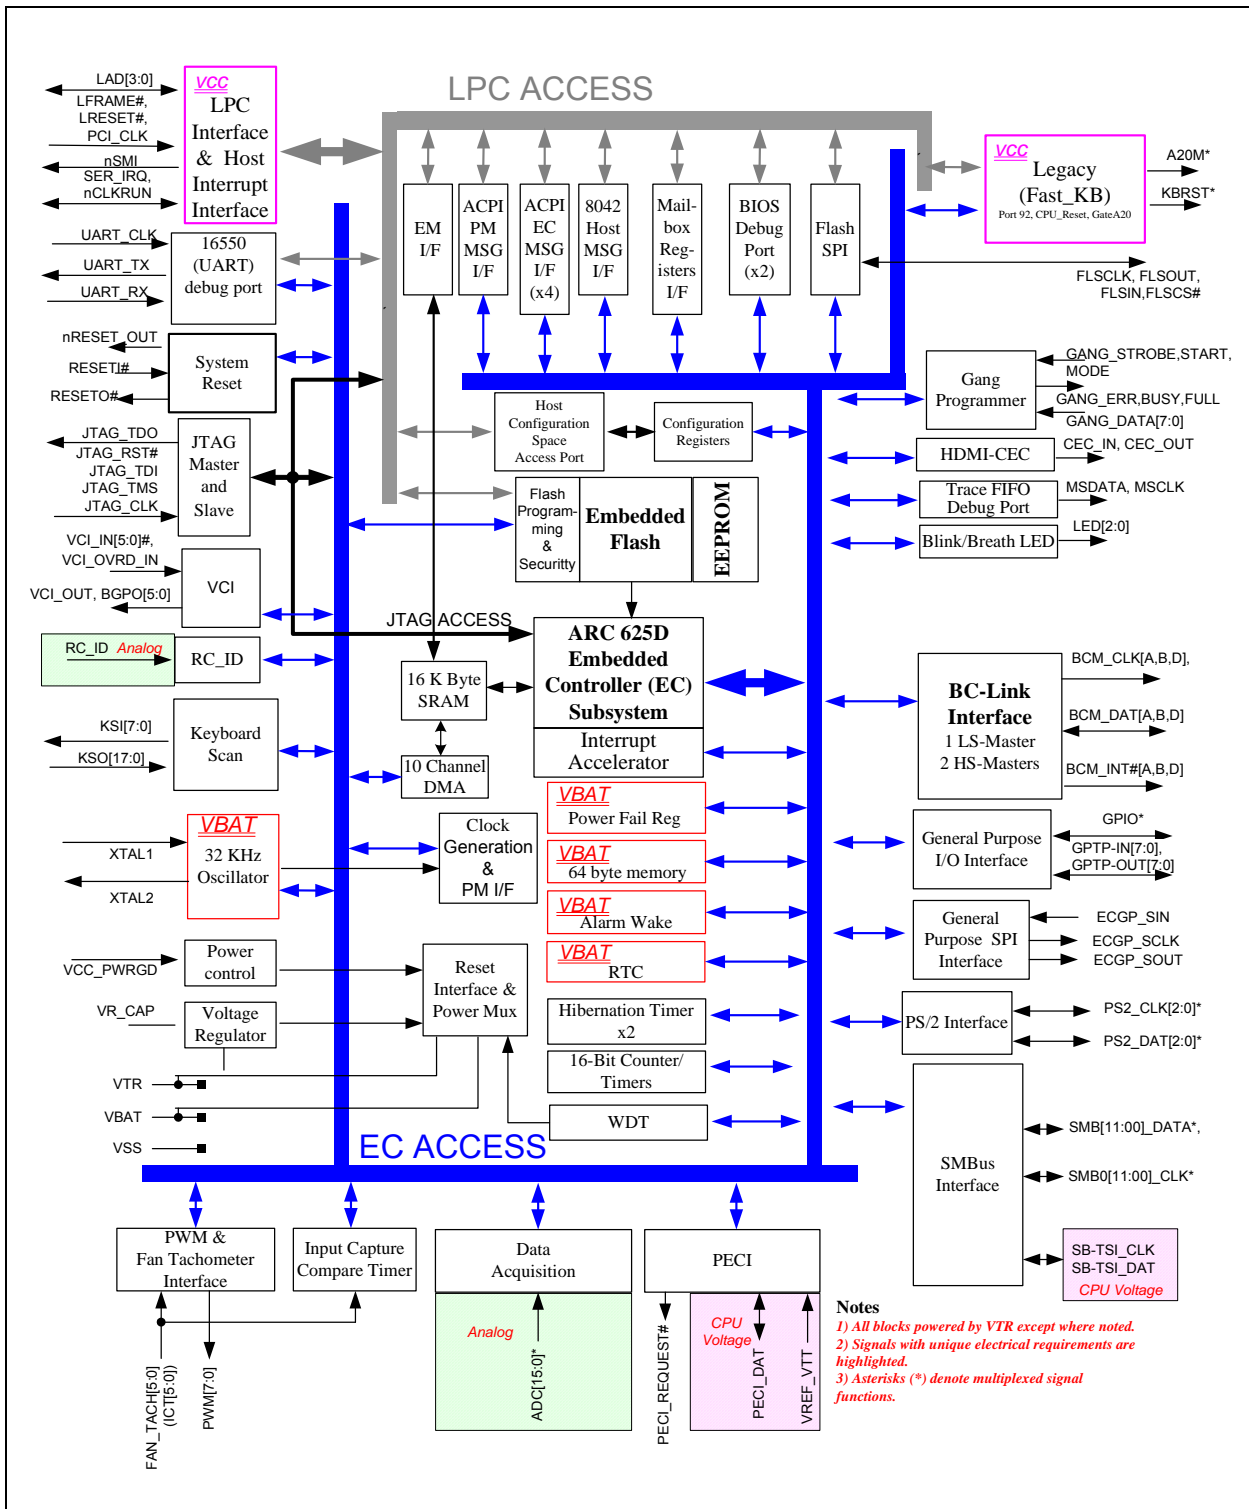 LPC ACCESS
LAD[3:0]
LFRAME#,
LRESET#,
PCI_CLK
nSMI
SER_IRQ,
nCLKRUN
VCC
LPC
Interface
& Host
Interrupt
Interface
UART_CLK
UART_TX
UART_RX
16550
(UART)
debug port
nRESET_OUT
RESETI#
RESETO#
System
Reset
JTAG_TDO
JTAG_RST#
JTAG_TDI
JTAG_TMS
JTAG_CLK
JTAG
Master
and
Slave
VCI_IN[5:0]#,
VCI_OVRD_IN
VCI_OUT, BGPO[5:0]
VCI
RC_ID Analog
RC_ID
KSI[7:0]
KSO[17:0]
Keyboard
Scan
XTAL1
XTAL2
VBAT
32 KHz
Oscillator
VCC_PWRGD
Power
control
VR_CAP
Voltage
Regulator
VTR
VBAT
VSS
EM
I/F
ACPI
PM
MSG
I/F
ACPI
EC
MSG
I/F
(x4)
8042
Host
MSG
I/F
Mail-
box
Reg-
isters
I/F
BIOS
Debug
Port
(x2)
Flash
SPI
VCC
Legacy
(Fast_KB)
Port 92, CPU_Reset, GateA20
A20M*
KBRST*
FLSCLK, FLSOUT,
FLSIN,FLSCS#
Host
Configuration
Space
Access Port
Configuration
Registers
Flash
Program-
ming
&
Securitty
Embedded
Flash
EEPROM
JTAG ACCESS
ARC 625D
Embedded
Controller (EC)
Subsystem
Interrupt
Accelerator
16 K Byte
SRAM
10 Channel
DMA
Clock
Generation
&
PM I/F
VBAT
Power Fail Reg
VBAT
64 byte memory
VBAT
Alarm Wake
VBAT
RTC
Reset
Interface &
Power Mux
Hibernation Timer
x2
16-Bit Counter/
Timers
WDT
EC ACCESS
Gang
Programmer
GANG_STROBE,START,
MODE
GANG_ERR,BUSY,FULL
GANG_DATA[7:0]
HDMI-CEC
CEC_IN, CEC_OUT
Trace FIFO
Debug Port
MSDATA, MSCLK
Blink/Breath LED
LED[2:0]
BC-Link
Interface
1 LS-Master
2 HS-Masters
BCM_CLK[A,B,D],
BCM_DAT[A,B,D]
BCM_INT#[A,B,D]
General Purpose
I/O Interface
GPIO*
GPTP-IN[7:0],
GPTP-OUT[7:0]
General
Purpose SPI
Interface
ECGP_SIN
ECGP_SCLK
ECGP_SOUT
PS/2 Interface
PS2_CLK[2:0]*
PS2_DAT[2:0]*
SMBus
Interface
SMB[11:00]_DATA*,
SMB0[11:00]_CLK*
SB-TSI_CLK
SB-TSI_DAT
CPU Voltage
PWM &
Fan Tachometer
Interface
Input Capture
Compare Timer
Data
Acquisition
PECI
FAN_TACH[5:0]
(ICT[5:0])
PWM[7:0]
Analog
ADC[15:0]*
PECI_REQUEST#
CPU
Voltage
PECI_DAT
VREF_VTT
Notes
1) All blocks powered by VTR except where noted.
2) Signals with unique electrical requirements are
highlighted.
3) Asterisks (*) denote multiplexed signal
functions.